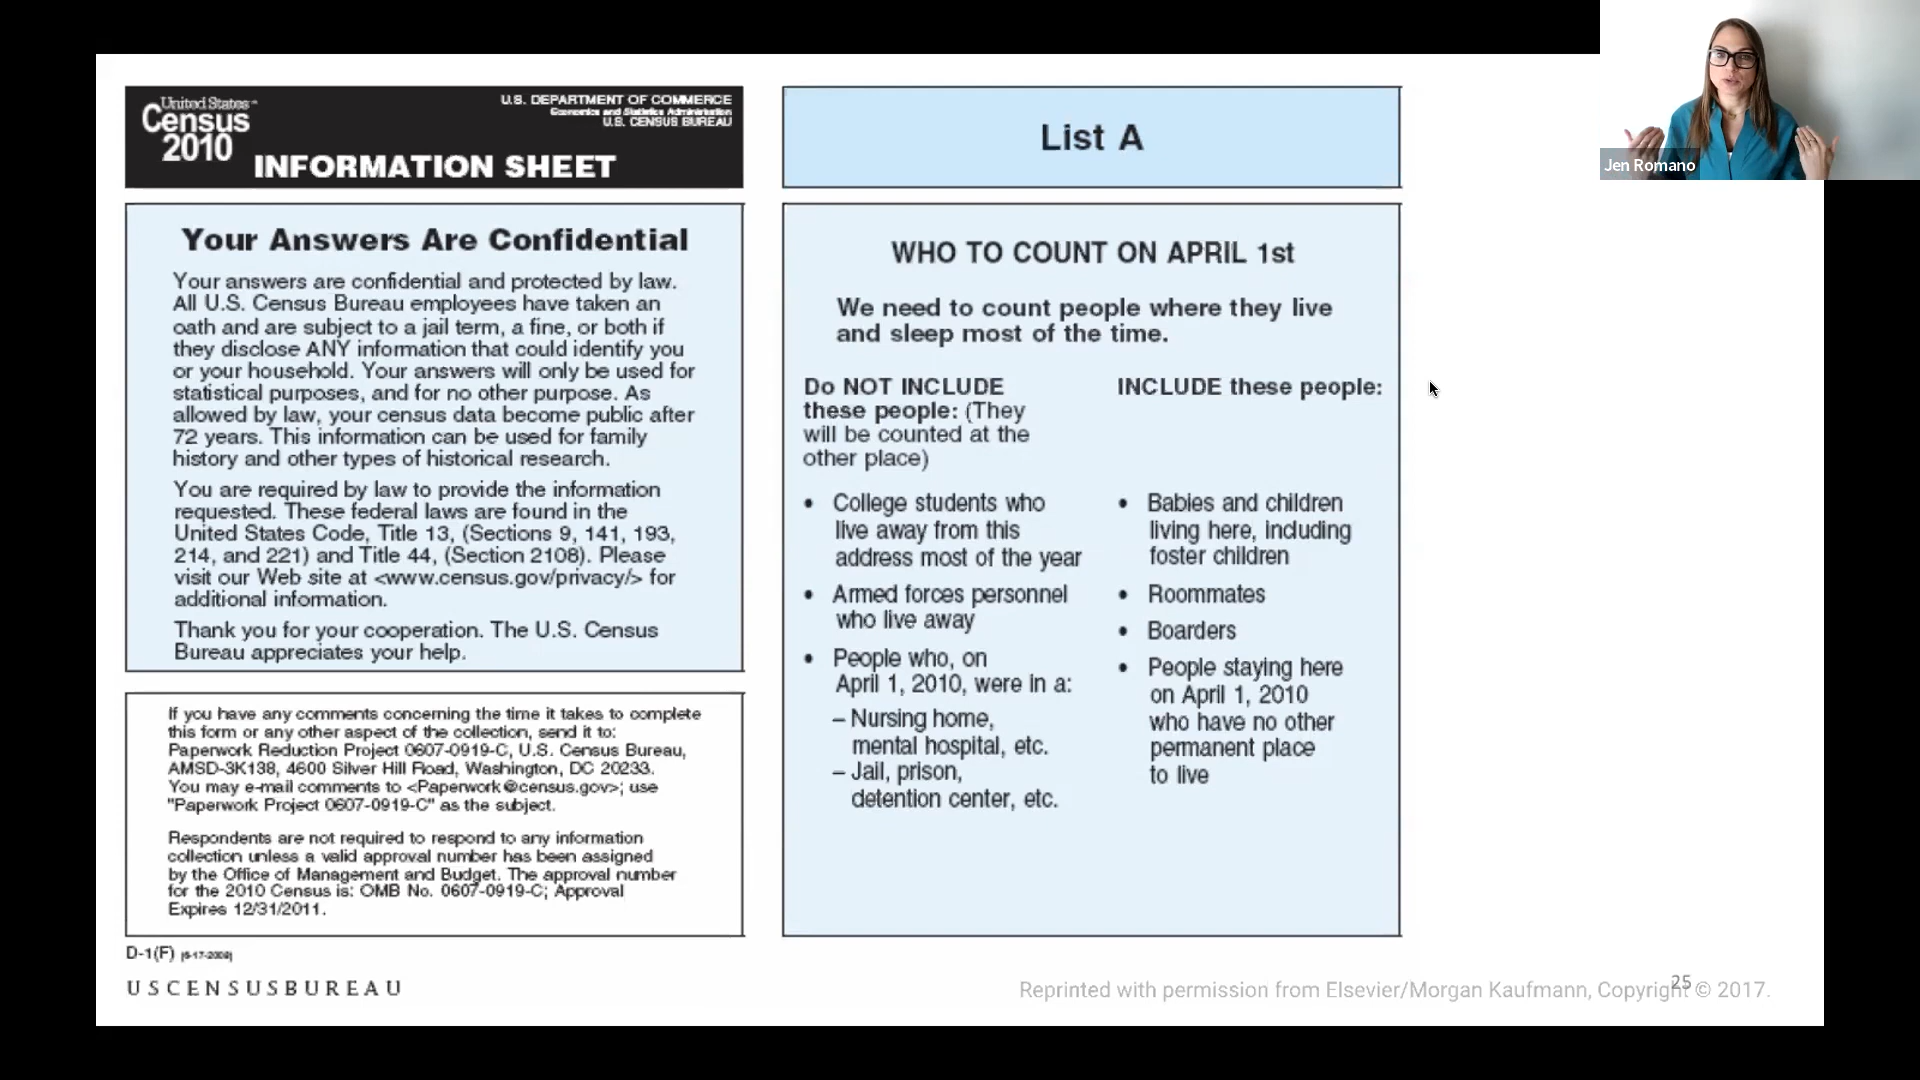 United States
Census
2010
U.S. DEPARTMENT OF COMMERCE
Economics and Statistics Administration
U.S. CENSUS BUREAU
INFORMATION SHEET
Your Answers Are Confidential
Your answers are confidential and protected by law.
All U.S. Census Bureau employees have taken an
oath and are subject to a jail term, a fine, or both if
they disclose ANY information that could identify you
or your household. Your answers will only be used for
statistical purposes, and for no other purpose. As
allowed by law, your census data become public after
72 years. This information can be used for family
history and other types of historical research.
You are required by law to provide the information
requested. These federal laws are found in the
United States Code, Title 13, (Sections 9, 141, 193,
214, and 221) and Title 44, (Section 2108). Please
visit our Web site at <www.census.gov/privacy/> for
additional information.
Thank you for your cooperation. The U.S. Census
Bureau appreciates your help.
If you have any comments concerning the time it takes to complete
this form or any other aspect of the collection, send it to:
Paperwork Reduction Project 0607-0919-C, U.S. Census Bureau,
AMSD-3K138, 4600 Silver Hill Road, Washington, DC 20233.
You may e-mail comments to <Paperwork@census.gov>; use
"Paperwork Project 0607-0919-C" as the subject.
Respondents are not required to respond to any information
collection unless a valid approval number has been assigned
by the Office of Management and Budget. The approval number
for the 2010 Census is: OMB No. 0607-0919-C; Approval
Expires 12/31/2011.
D-1(F)
USCENSUSBUREAU
List A
WHO TO COUNT ON APRIL 1st
We need to count people where they live
and sleep most of the time.
Do NOT INCLUDE
these people: (They
will be counted at the
other place)
• College students who
live away from this
address most of the year
• Armed forces personnel
who live away
• People who, on
April 1, 2010, were in a:
– Nursing home,
mental hospital, etc.
– Jail, prison,
detention center, etc.
INCLUDE these people:
• Babies and children
living here, including
foster children
• Roommates
• Boarders
• People staying here
on April 1, 2010
who have no other
permanent place
to live
Reprinted with permission from Elsevier/Morgan Kaufmann, Copyright © 2017.
25
Jen Romano